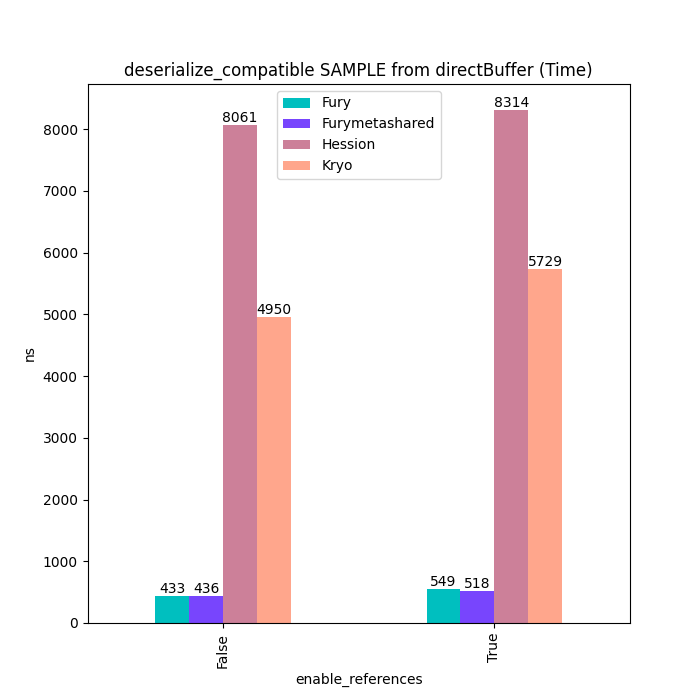 deserialize_compatible SAMPLE from directBuffer (Time)
Fury
Furymetashared
Hession
Kryo
8061
8314
4950
5729
433
436
549
518
8000
7000
6000
5000
4000
3000
2000
1000
0
ns
False
True
enable_references